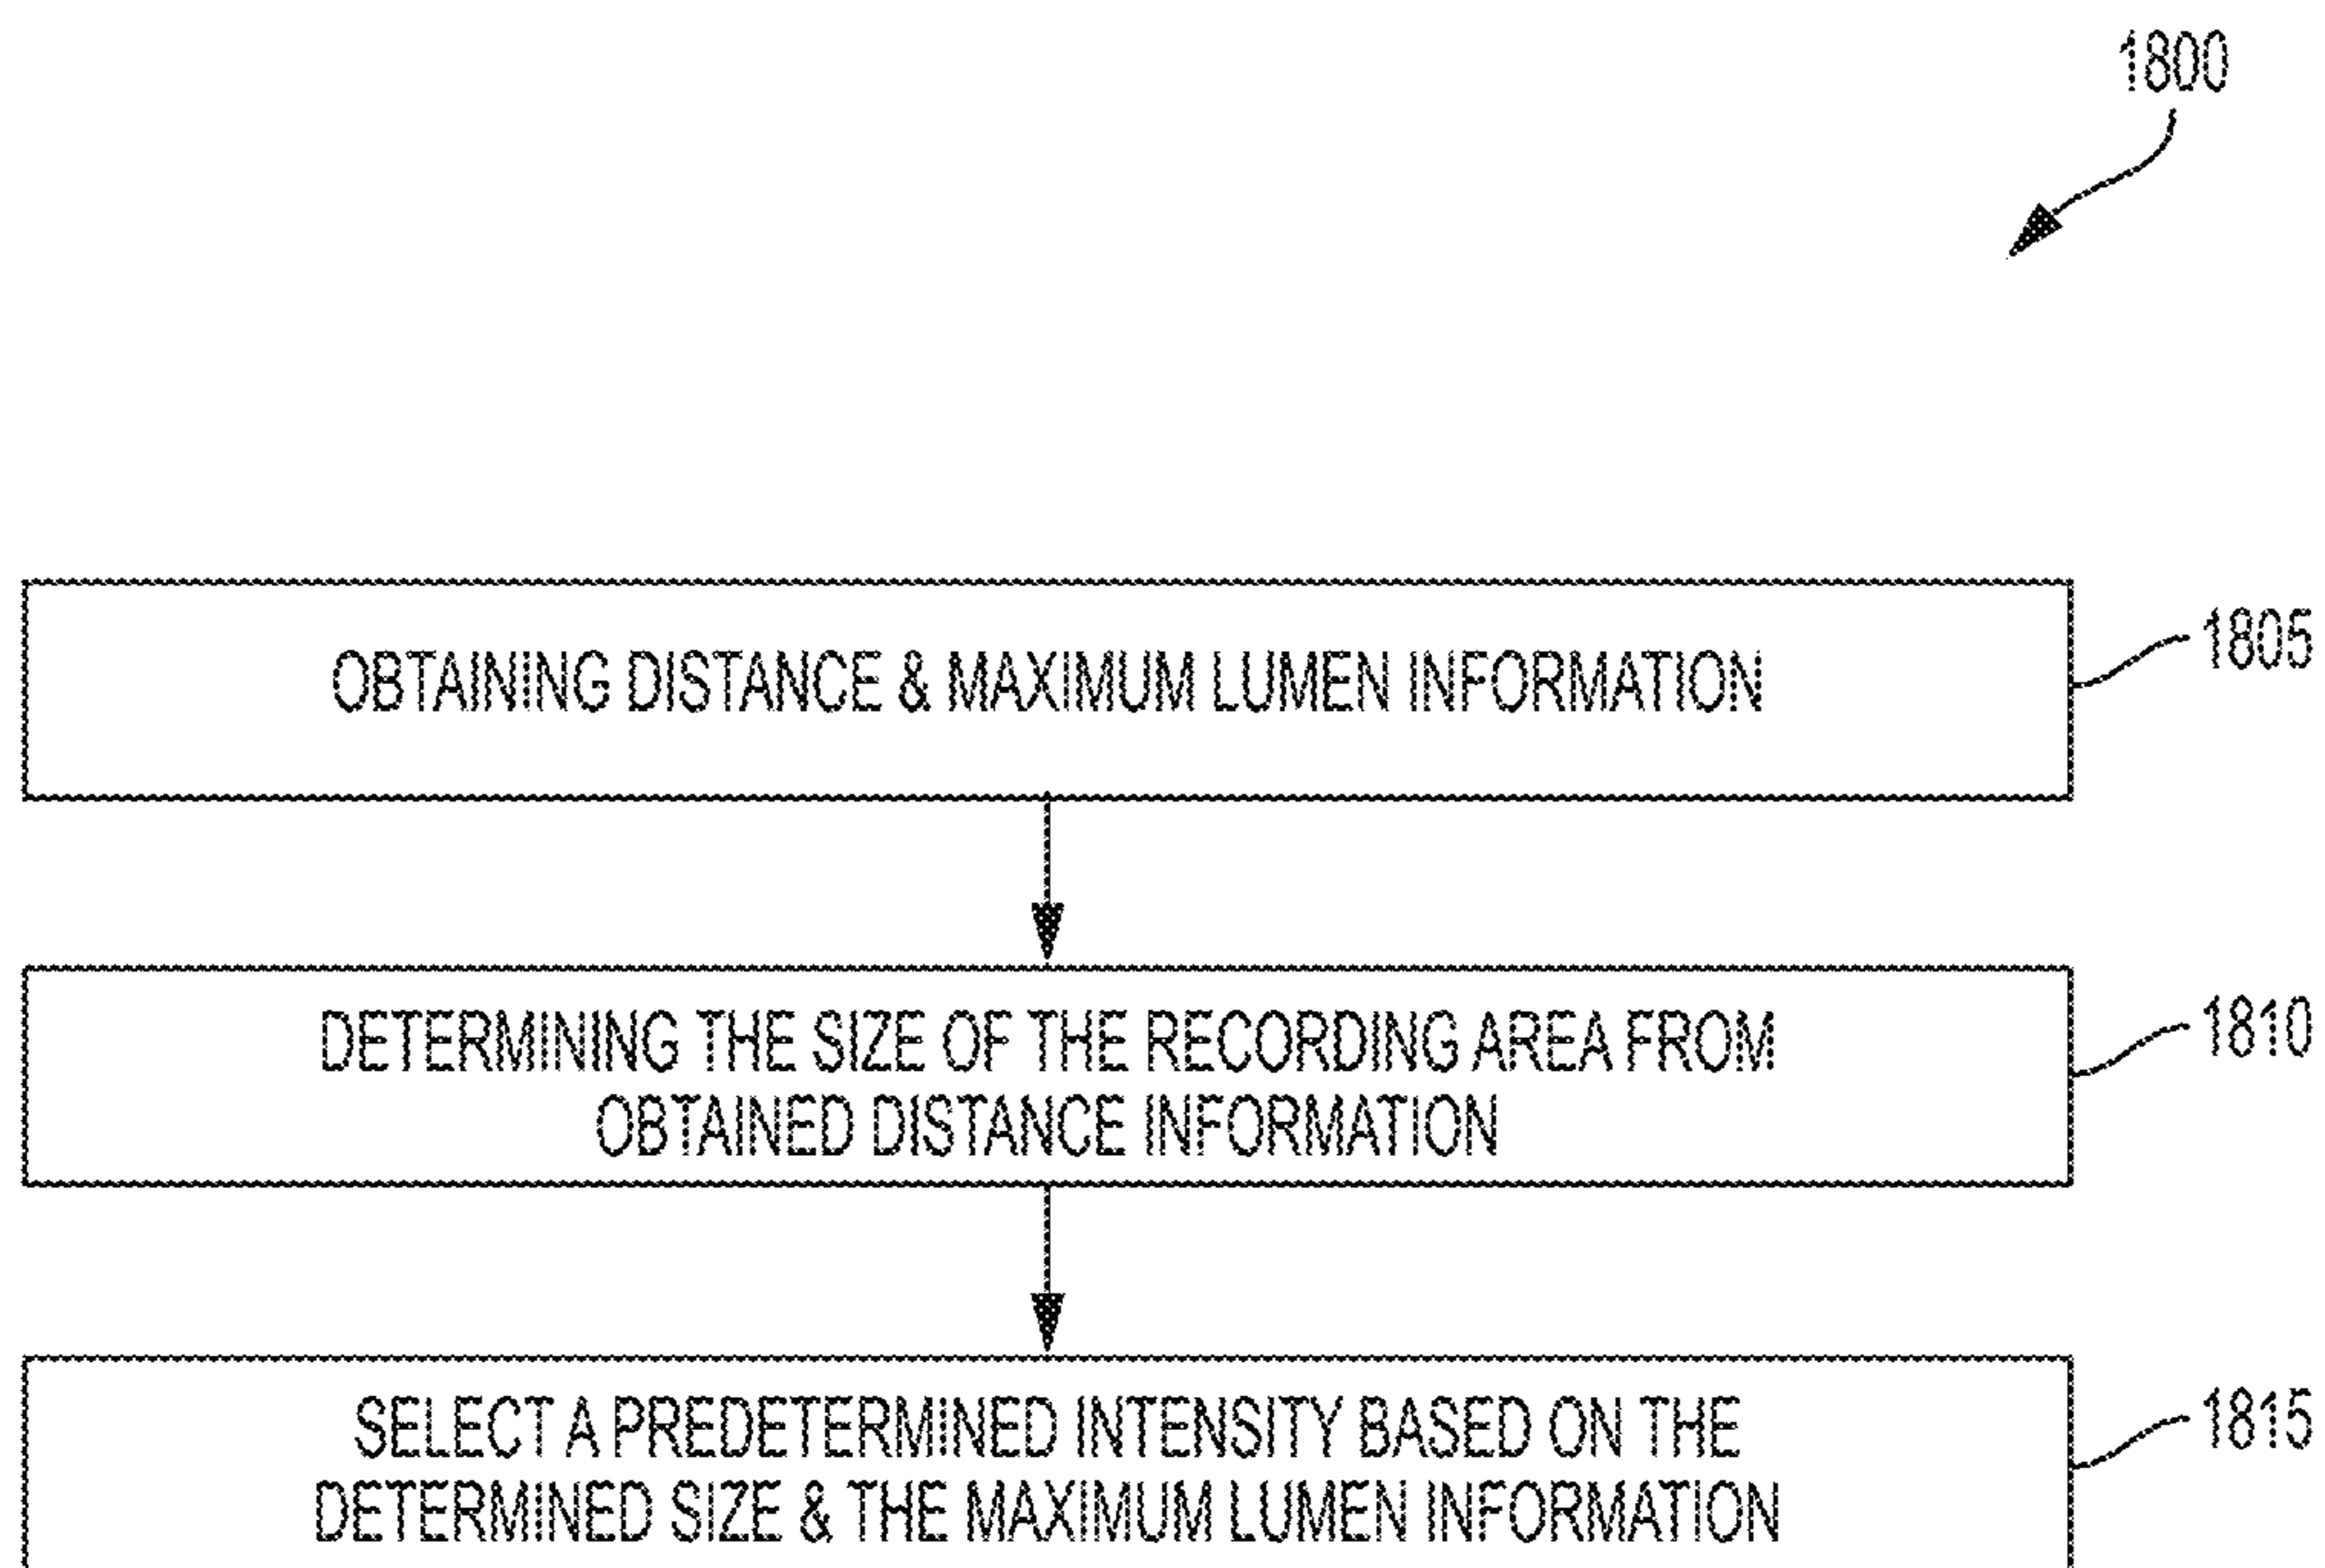 1800
OBTAINING DISTANCE & MAXIMUM LUMEN INFORMATION
1805
DETERMINING THE SIZE OF THE RECORDING AREA FROM
OBTAINED DISTANCE INFORMATION
1810
SELECT A PREDETERMINED INTENSITY BASED ON THE
DETERMINED SIZE & THE MAXIMUM LUMEN INFORMATION
1815